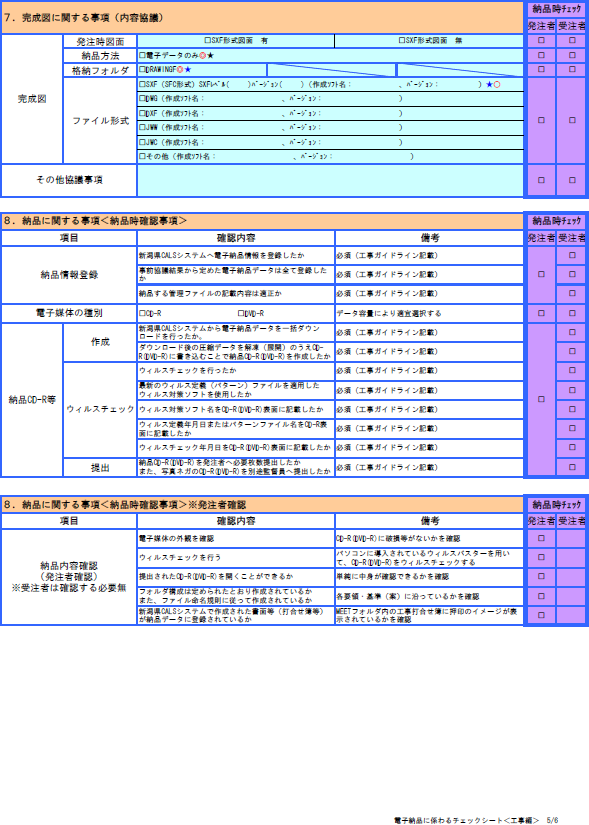 7．完成図に関する事項（内容協議）
納品時ﾁｪｯｸ
発注者 受注者
完成図
発注時図面 □SXF形式図面 有 □SXF形式図面 無 □ □
納品方法 □電子データのみ◎★ □ □
格納フォルダ □DRAWINGF◎★ □ □
ファイル形式
□SXF（SFC形式）SXFﾚﾍﾞﾙ（ ）ﾊﾞｰｼﾞｮﾝ（ ）（作成ｿﾌﾄ名： 、ﾊﾞｰｼﾞｮﾝ： ）★○
□DWG（作成ｿﾌﾄ名： 、ﾊﾞｰｼﾞｮﾝ： ）
□DXF（作成ｿﾌﾄ名： 、ﾊﾞｰｼﾞｮﾝ： ）
□JWW（作成ｿﾌﾄ名： 、ﾊﾞｰｼﾞｮﾝ： ）
□JWC（作成ｿﾌﾄ名： 、ﾊﾞｰｼﾞｮﾝ： ）
□その他（作成ｿﾌﾄ名： 、ﾊﾞｰｼﾞｮﾝ： ）
□ □
その他協議事項 □ □
8．納品に関する事項＜納品時確認事項＞
納品時ﾁｪｯｸ
項目 確認内容 備考 発注者 受注者
納品情報登録
新潟県CALSシステムへ電子納品情報を登録したか 必須（工事ガイドライン記載） □
事前協議結果から定めた電子納品データは全て登録した
か 必須（工事ガイドライン記載） □ □
納品する管理ファイルの記載内容は適正か 必須（工事ガイドライン記載） □
電子媒体の種別 □CD-R □DVD-R データ容量により適宜選択する □ □
納品CD-R等
作成
新潟県CALSシステムから電子納品データを一括ダウン
ロードを行ったか。 必須（工事ガイドライン記載） □
ダウンロード後の圧縮データを解凍（展開）のうえCD-
R(DVD-R)に書き込むことで納品CD-R(DVD-R)を作成したか 必須（工事ガイドライン記載） □
ウィルスチェック
ウィルスチェックを行ったか 必須（工事ガイドライン記載） □
最新のウィルス定義（パターン）ファイルを適用した
ウィルス対策ソフトを使用したか 必須（工事ガイドライン記載） □ □
ウィルス対策ソフト名をCD-R(DVD-R)表面に記載したか 必須（工事ガイドライン記載） □
ウィルス定義年月日またはパターンファイル名をCD-R表
面に記載したか 必須（工事ガイドライン記載） □
ウィルスチェック年月日をCD-R(DVD-R)表面に記載したか 必須（工事ガイドライン記載） □
提出
納品CD-R(DVD-R)を発注者へ必要枚数提出したか
また、写真ネガのCD-R(DVD-R)を別途監督員へ提出したか 必須（工事ガイドライン記載） □
8．納品に関する事項＜納品時確認事項＞※発注者確認
納品時ﾁｪｯｸ
項目 確認内容 備考 発注者 受注者
納品内容確認
（発注者確認）
※受注者は確認する必要無
電子媒体の外観を確認 CD-R(DVD-R)に破損等がないかを確認 □
ウィルスチェックを行う パソコンに導入されているウィルスバスターを用い
て、CD-R(DVD-R)をウィルスチェックする □
提出されたCD-R(DVD-R)を開くことができるか 単純に中身が確認できるかを確認 □
フォルダ構成は定められたとおり作成されているか
また、ファイル命名規則に従って作成されているか 各要領・基準（案）に沿っているかを確認 □
新潟県CALSシステムで作成された書面等（打合せ簿等）
が納品データに登録されているか MEETフォルダ内の工事打合せ簿に押印のイメージが表
示されているかを確認 □
電子納品に係わるチェックシート＜工事編＞ 5/6